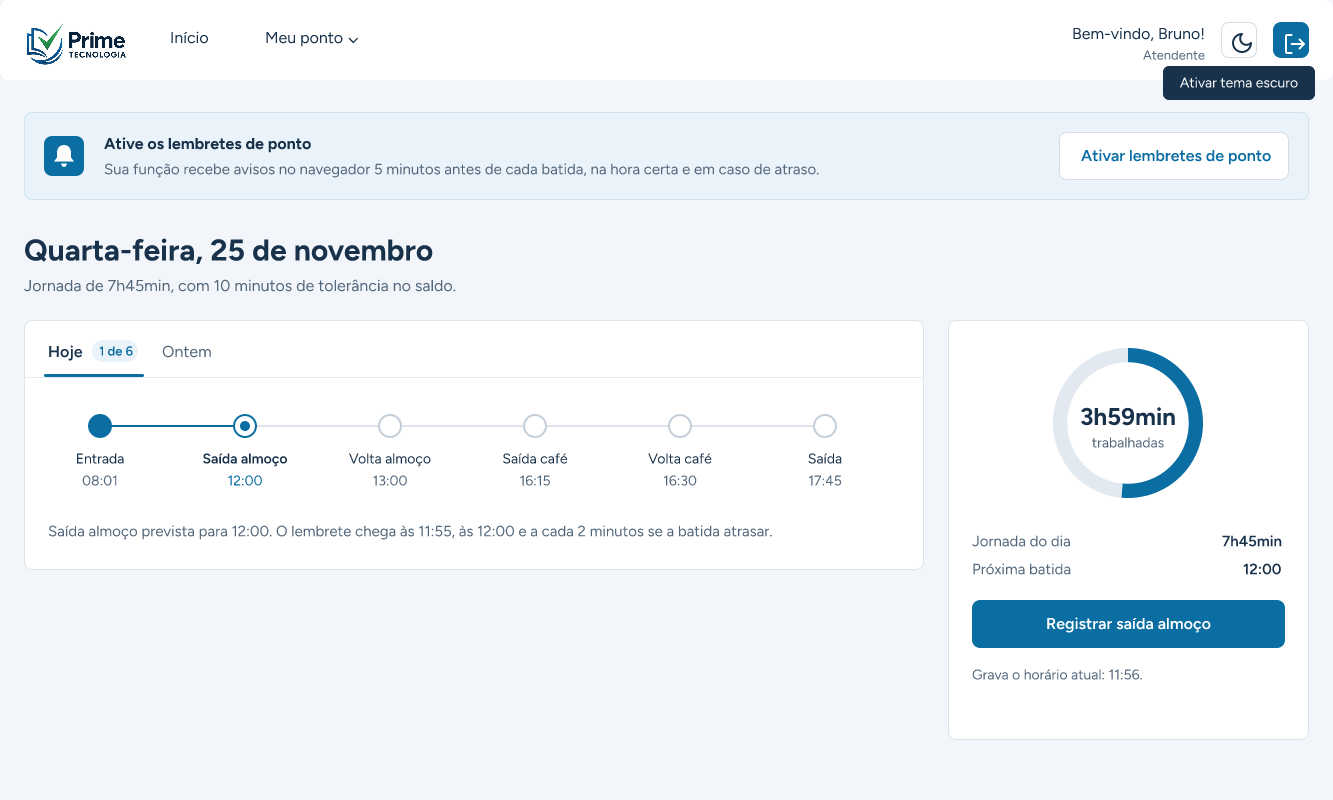 Prime
TECNOLOGIA
Início
Meu ponto
Bem-vindo, Bruno!
Atendente
Ativar tema escuro
Ative os lembretes de ponto
Sua função recebe avisos no navegador 5 minutos antes de cada batida, na hora certa e em caso de atraso.
Ativar lembretes de ponto
Quarta-feira, 25 de novembro
Jornada de 7h45min, com 10 minutos de tolerância no saldo.
Hoje 1 de 6 Ontem
Entrada
08:01
Saída almoço
12:00
Volta almoço
13:00
Saída café
16:15
Volta café
16:30
Saída
17:45
Saída almoço prevista para 12:00. O lembrete chega às 11:55, às 12:00 e a cada 2 minutos se a batida atrasar.
3h59min
trabalhadas
Jornada do dia 7h45min
Próxima batida 12:00
Registrar saída almoço
Grava o horário atual: 11:56.